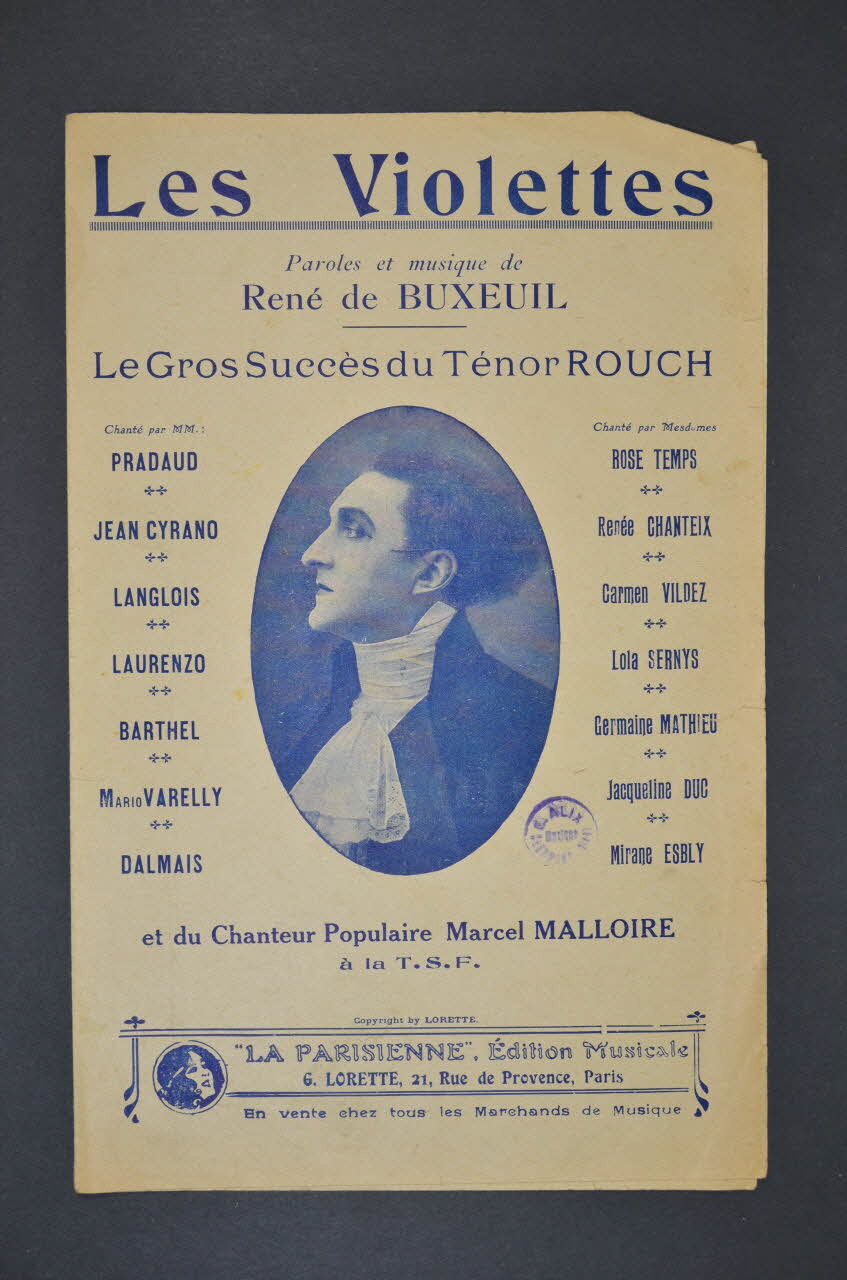 Les Violettes
Paroles et musique de
René de BUXEUIL
Le Gros Succès du Ténor ROUCH
Chanté par MM. :
PRADAUD
JEAN CYRANO
LANGLOIS
LAURENZO
BARTHEL
MARIO VARELLY
DALMAIS
Chanté par Mesdames
ROSE TEMPS
Renée CHANTEIX
Carmen VILDEZ
Lola SERNYS
Germaine MATHIEU
Jacqueline DUC
Mirane ESBLY
et du Chanteur Populaire Marcel MALLOIRE
à la T.S.F.
Copyright by LORETTE.
"LA PARISIENNE", Édition Musicale
G. LORETTE, 21, Rue de Provence, Paris
En vente chez tous les Marchands de Musique